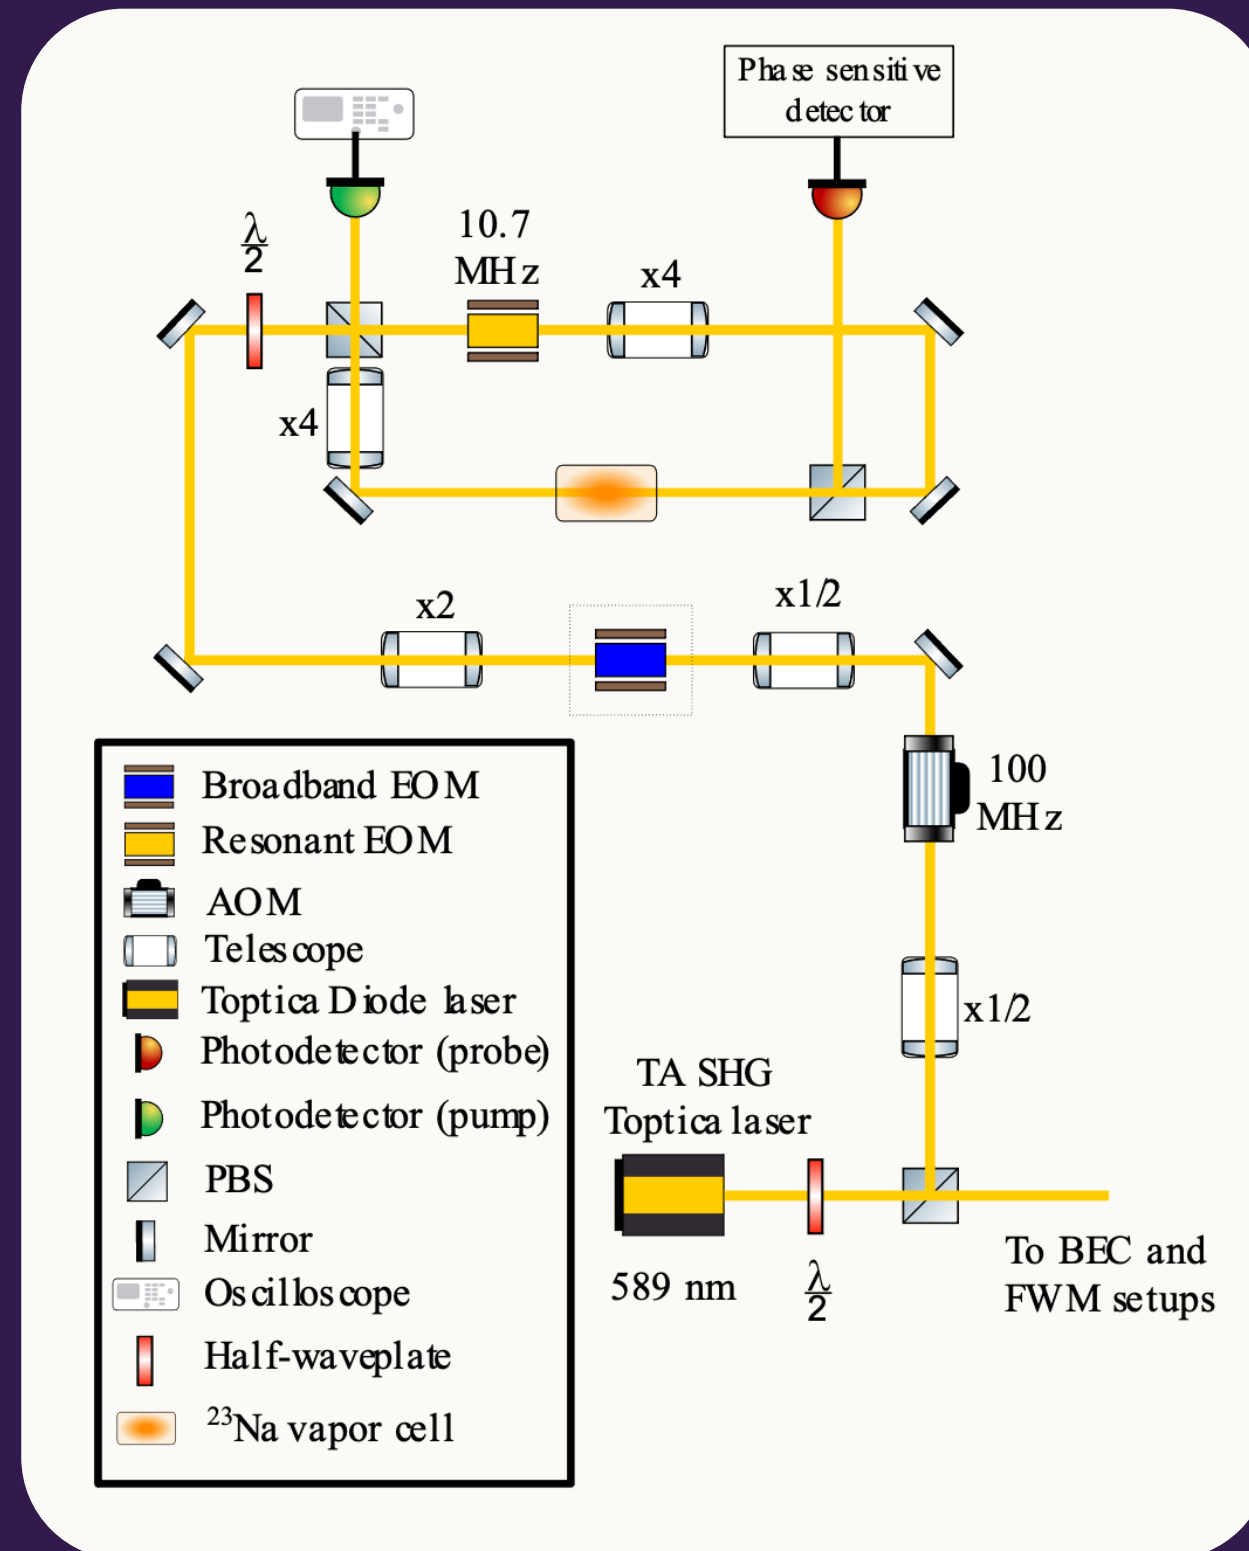 Phase sensitive
detector
λ
2
10.7
MHz
x4
x4
x2
x1/2
100
MHz
x1/2
TA SHG
Toptica laser
589 nm
λ
2
To BEC and
FWM setups
Broadband EOM
Resonant EOM
AOM
Telescope
Toptica Diode laser
Photodetector (probe)
Photodetector (pump)
PBS
Mirror
Oscilloscope
Half-waveplate
²³Na vapor cell